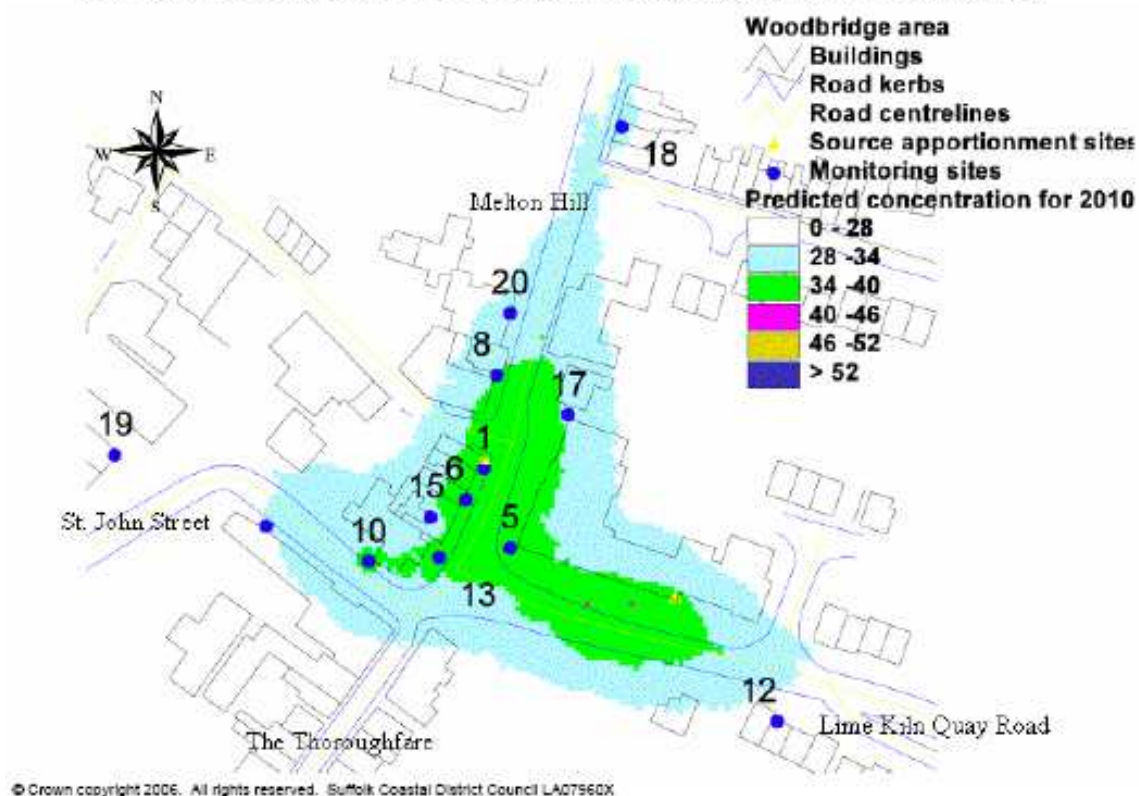 Woodbridge area
Buildings
Road kerbs
Road centrelines
Source apportionment sites
Monitoring sites
Predicted concentration for 2010
0 - 28
28 -34
34 -40
40 -46
46 -52
> 52
N
W
E
S
18
Melton Hill
20
8
17
19
1
6
15
St. John Street
5
10
13
12
Lime Kiln Quay Road
The Thoroughfare
© Crown copyright 2006. All rights reserved. Suffolk Coastal District Council LA07960X